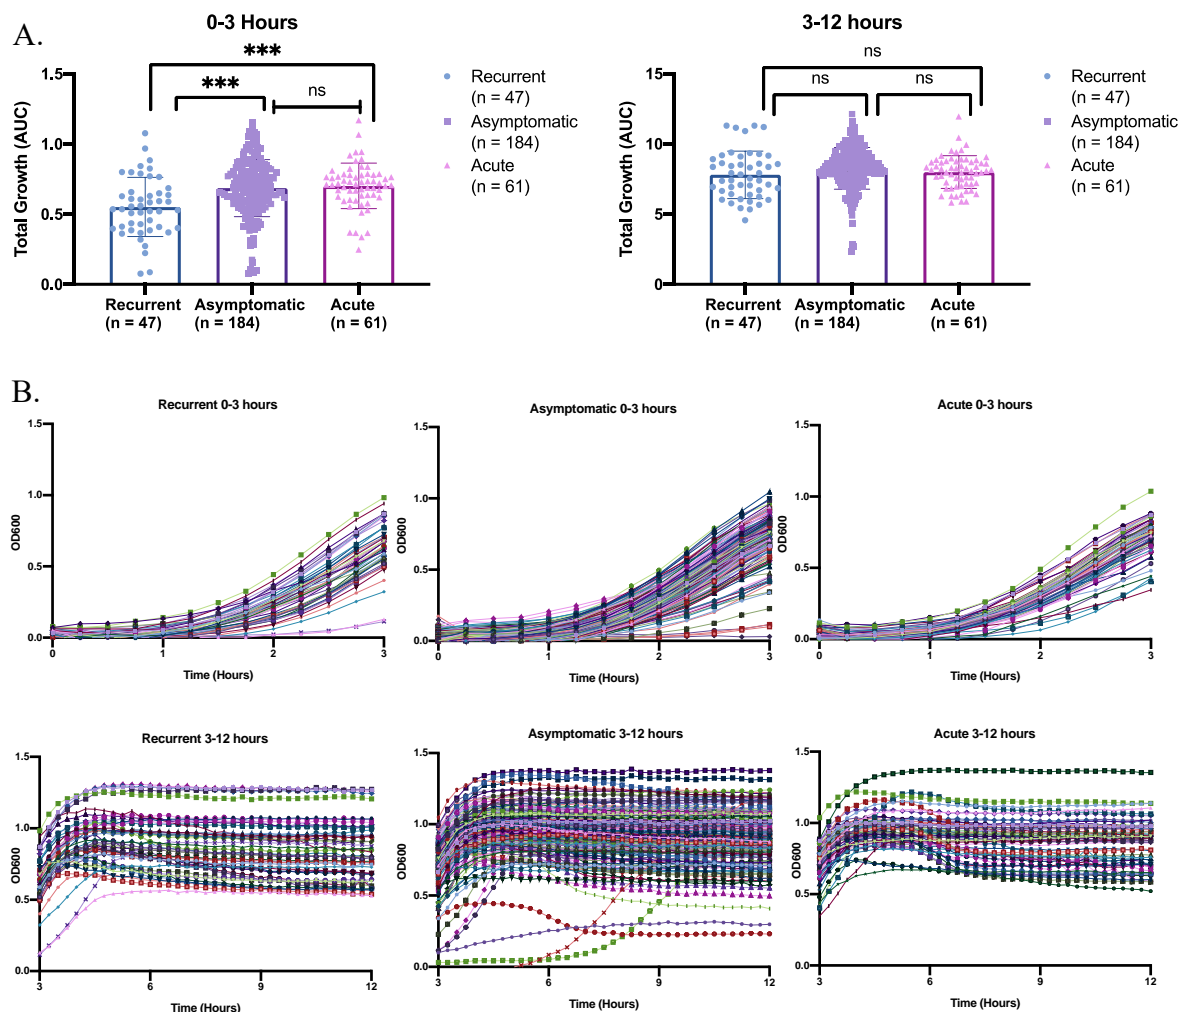 A.
0-3 Hours
***
***
ns
Total Growth (AUC)
1.5
1.0
0.5
0.0
Recurrent
(n = 47)
Asymptomatic
(n = 184)
Acute
(n = 61)
Recurrent
(n = 47)
Asymptomatic
(n = 184)
Acute
(n = 61)
3-12 hours
ns
ns
ns
Total Growth (AUC)
15
10
5
0
Recurrent
(n = 47)
Asymptomatic
(n = 184)
Acute
(n = 61)
Recurrent
(n = 47)
Asymptomatic
(n = 184)
Acute
(n = 61)
B.
Recurrent 0-3 hours
OD600
1.5
1.0
0.5
0.0
0 1 2 3
Time (Hours)
Asymptomatic 0-3 hours
OD600
1.5
1.0
0.5
0.0
0 1 2 3
Time (Hours)
Acute 0-3 hours
OD600
1.5
1.0
0.5
0.0
0 1 2 3
Time (Hours)
Recurrent 3-12 hours
OD600
1.5
1.0
0.5
0.0
3 6 9 12
Time (Hours)
Asymptomatic 3-12 hours
OD600
1.5
1.0
0.5
0.0
3 6 9 12
Time (Hours)
Acute 3-12 hours
OD600
1.5
1.0
0.5
0.0
3 6 9 12
Time (Hours)